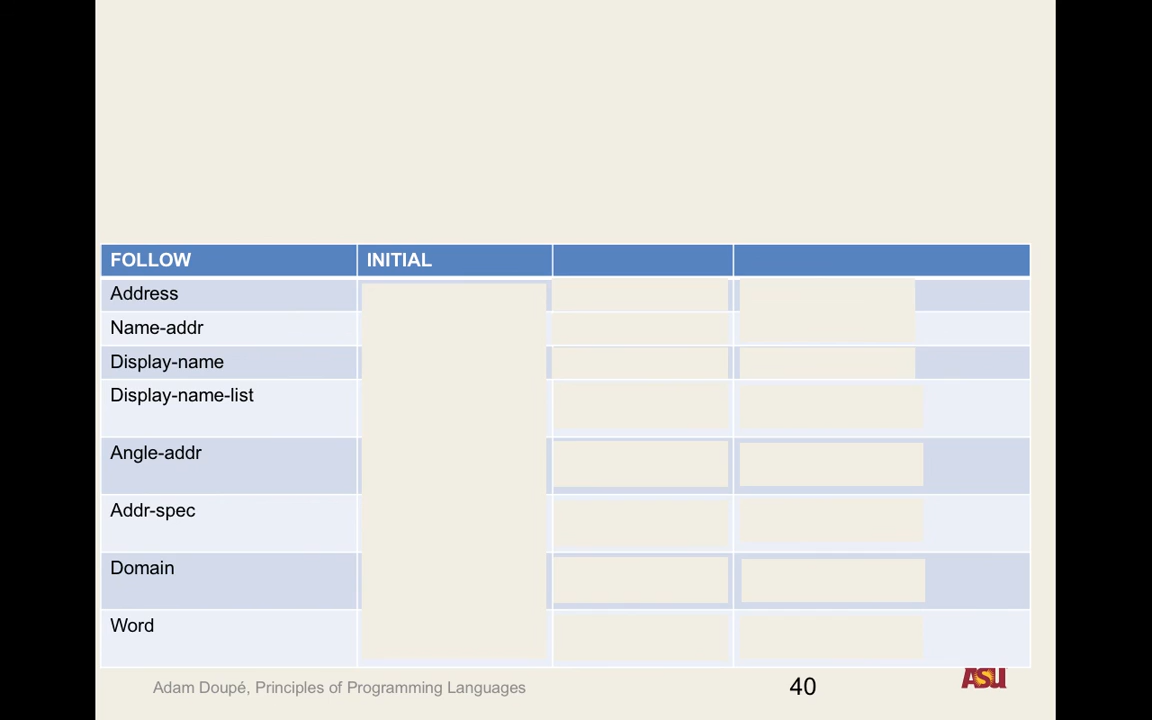 FOLLOW INITIAL
Address
Name-addr
Display-name
Display-name-list
Angle-addr
Addr-spec
Domain
Word
Adam Doupé, Principles of Programming Languages
40
ASU